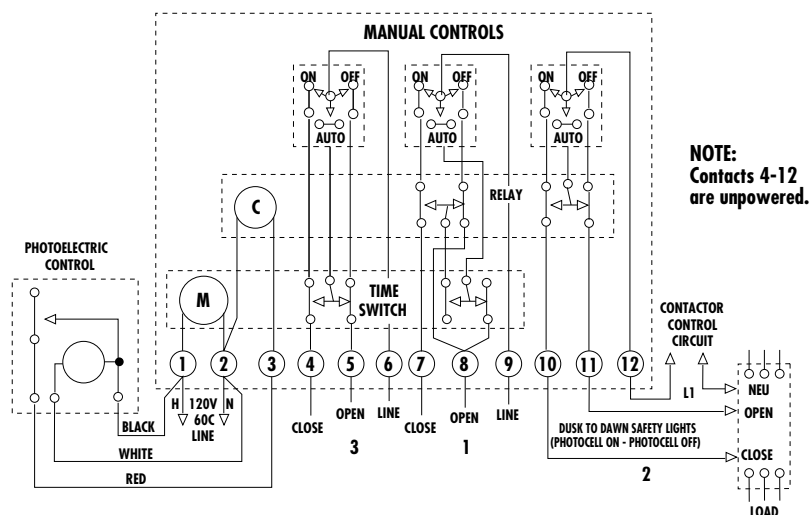 MANUAL CONTROLS
ON OFF ON OFF ON OFF
AUTO AUTO AUTO
NOTE:
Contacts 4-12
are unpowered.
RELAY
C
PHOTOELECTRIC
CONTROL
M
TIME
SWITCH
CONTACTOR
CONTROL
CIRCUIT
1 2 3 4 5 6 7 8 9 10 11 12
H 120V N
60C
LINE
L1
NEU
OPEN
BLACK
CLOSE
OPEN
LINE
CLOSE
OPEN
LINE
DUSK TO DAWN SAFETY LIGHTS
(PHOTOCELL ON - PHOTOCELL OFF)
3
1
2
WHITE
CLOSE
RED
LOAD